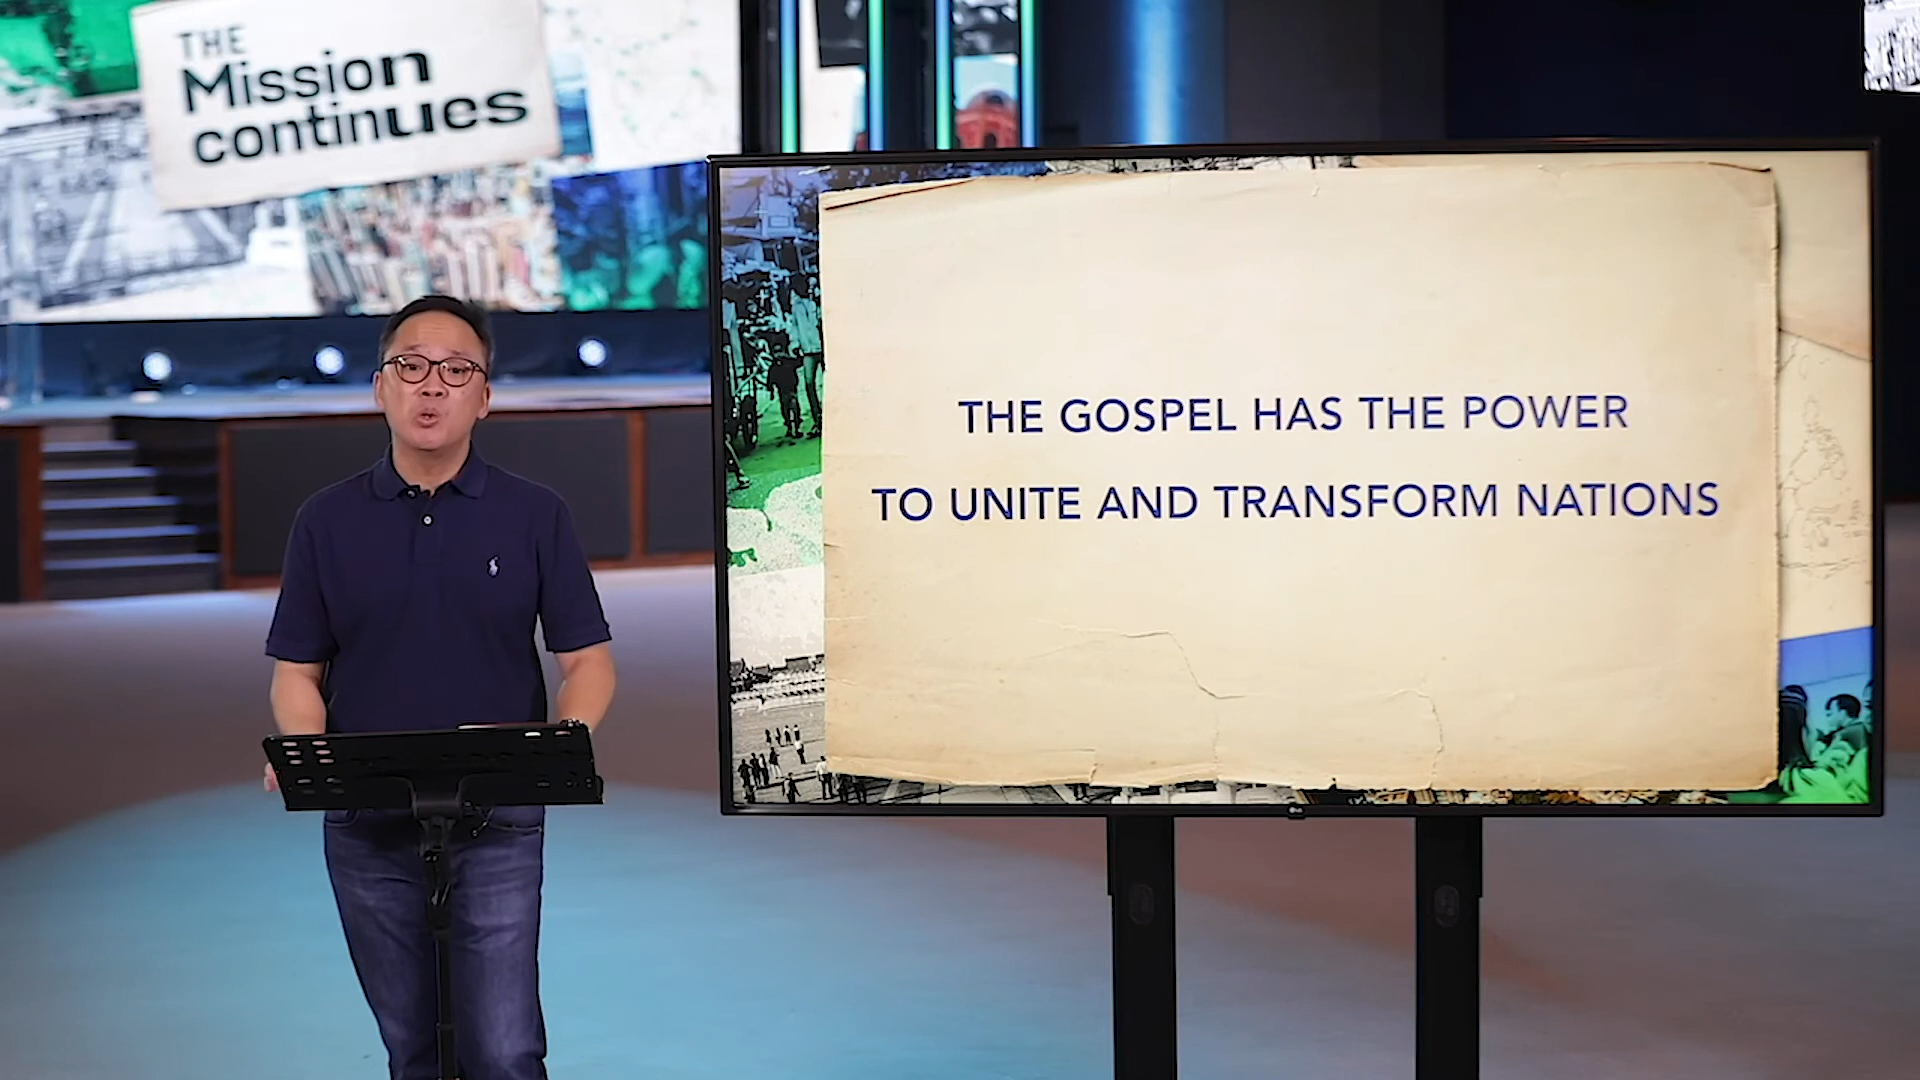 THE
Mission
continues
THE GOSPEL HAS THE POWER
TO UNITE AND TRANSFORM NATIONS